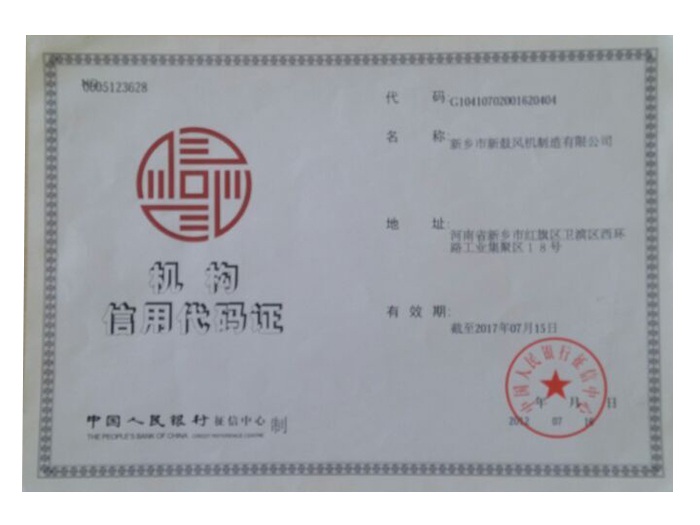 0005123628
机 构
信用代码证
中国人民银行 征信中心 制
THE PEOPLE'S BANK OF CHINA CREDIT REFERENCE CENTER
代 码: G10410702001620404
名 称: 新乡市新鼓风机制造有限公司
地 址: 河南省新乡市红旗区卫滨区西环
路工业集聚区18号
有 效 期:
截至2017年07月15日
中国人民银行征信中心
年 月 日
2012 07 16